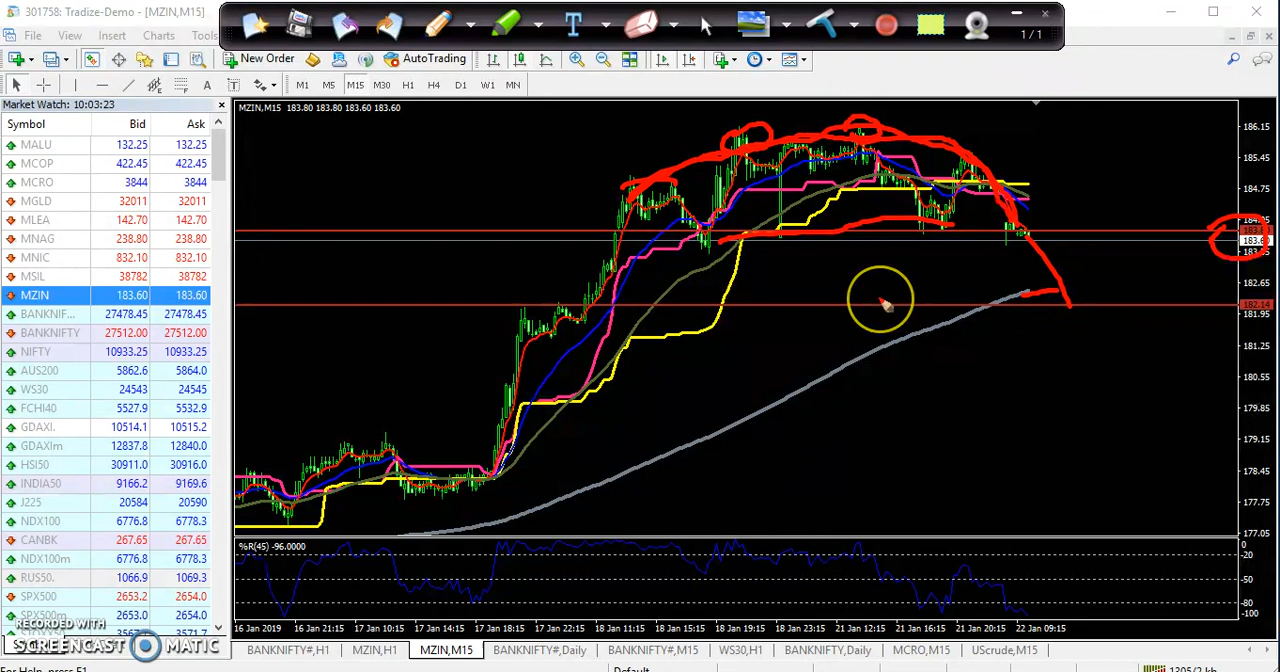 301758: Tradize-Demo - [MZIN,M15]
File View Insert Charts Tools
T
1 / 1
New Order AutoTrading
A T M1 M5 M15 M30 H1 H4 D1 W1 MN
Market Watch: 10:03:23
Symbol Bid Ask
MALU 132.25 132.25
MCOP 422.45 422.45
MCRO 3844 3844
MGLD 32011 32011
MLEA 142.70 142.70
MNAG 238.80 238.80
MNIC 832.10 832.10
MSIL 38782 38782
MZIN 183.60 183.60
BANKNIF... 27478.45 27478.45
BANKNIFTY 27512.00 27512.00
NIFTY 10933.25 10933.25
AUS200 5862.6 5864.0
WS30 24543 24545
FCHI40 5527.9 5532.9
GDAXI. 10514.1 10515.2
GDAXIm 12837.8 12840.0
HSI50 30911.0 30916.0
INDIA50 9166.2 9169.6
J225 20584 20590
NDX100 6776.8 6778.3
CANBK 267.65 267.65
NDX100m 6776.8 6778.3
RUS50. 1066.9 1069.3
SPX500 2653.0 2654.0
SPX500m 2652.0 2654.0
RECORDED WITH
SCREENCAST MATIC
MZIN,M15 183.80 183.80 183.60 183.60
186.15
185.45
184.75
182.65
182.14
181.95
181.25
180.55
179.85
179.15
178.45
177.75
177.05
%R(45) -96.0000
0
-20
-50
-80
-100
16 Jan 2019 16 Jan 21:15 17 Jan 10:15 17 Jan 14:15 17 Jan 18:15 17 Jan 22:15 18 Jan 11:15 18 Jan 15:15 18 Jan 19:15 18 Jan 23:15 21 Jan 12:15 21 Jan 16:15 21 Jan 20:15 22 Jan 09:15
BANKNIFTY#,H1 MZIN,H1 MZIN,M15 BANKNIFTY#,Daily BANKNIFTY#,M15 WS30,H1 BANKNIFTY,Daily MCRO,M15 UScrude,M15
For Help, press F1 Default 1305/2 kb